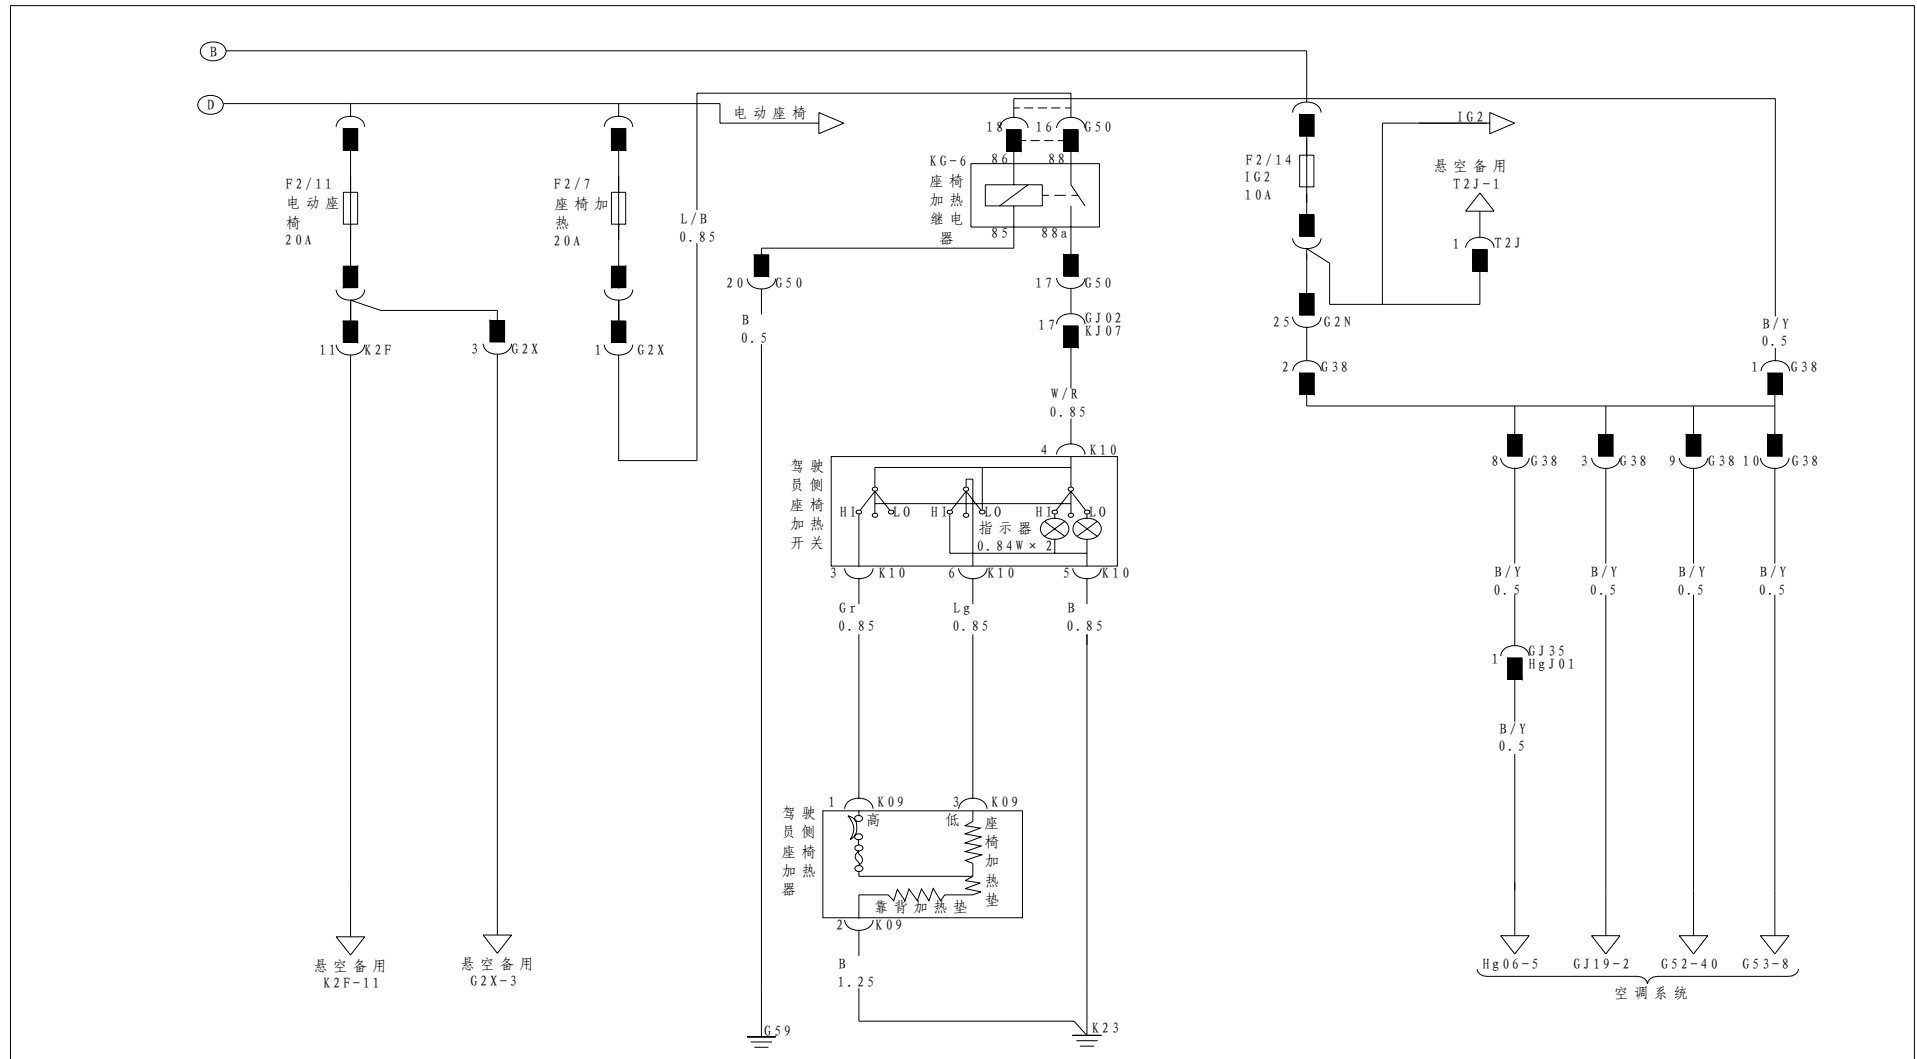 B
D
电动座椅
F2/11
电动座
椅
20A
11
K2F
3
G2X
悬空备用
K2F-11
悬空备用
G2X-3
F2/7
座椅加
热
20A
1
G2X
L/B
0.85
18
16
G50
86
88
KG-6
座椅
加热
继电
器
85
88a
20
G50
B
0.5
G59
17
G50
17
GJ02
KJ07
W/R
0.85
4
K10
驾驶
员侧
座椅
加热
开关
HI
LO
HI
LO
HI
LO
指示器
0.84W×2
3
K10
6
K10
5
K10
Gr
0.85
Lg
0.85
B
0.85
1
K09
3
K09
驾驶
员侧
座椅
加热
器
高
低
座
椅
加
热
垫
靠背加热垫
2
K09
B
1.25
K23
F2/14
IG2
10A
IG2
悬空备用
T2J-1
1
T2J
25
G2N
2
G38
B/Y
0.5
1
G38
8
G38
3
G38
9
G38
10
G38
B/Y
0.5
B/Y
0.5
B/Y
0.5
B/Y
0.5
1
GJ35
HgJ01
B/Y
0.5
Hg06-5
GJ19-2
G52-40
G53-8
空调系统